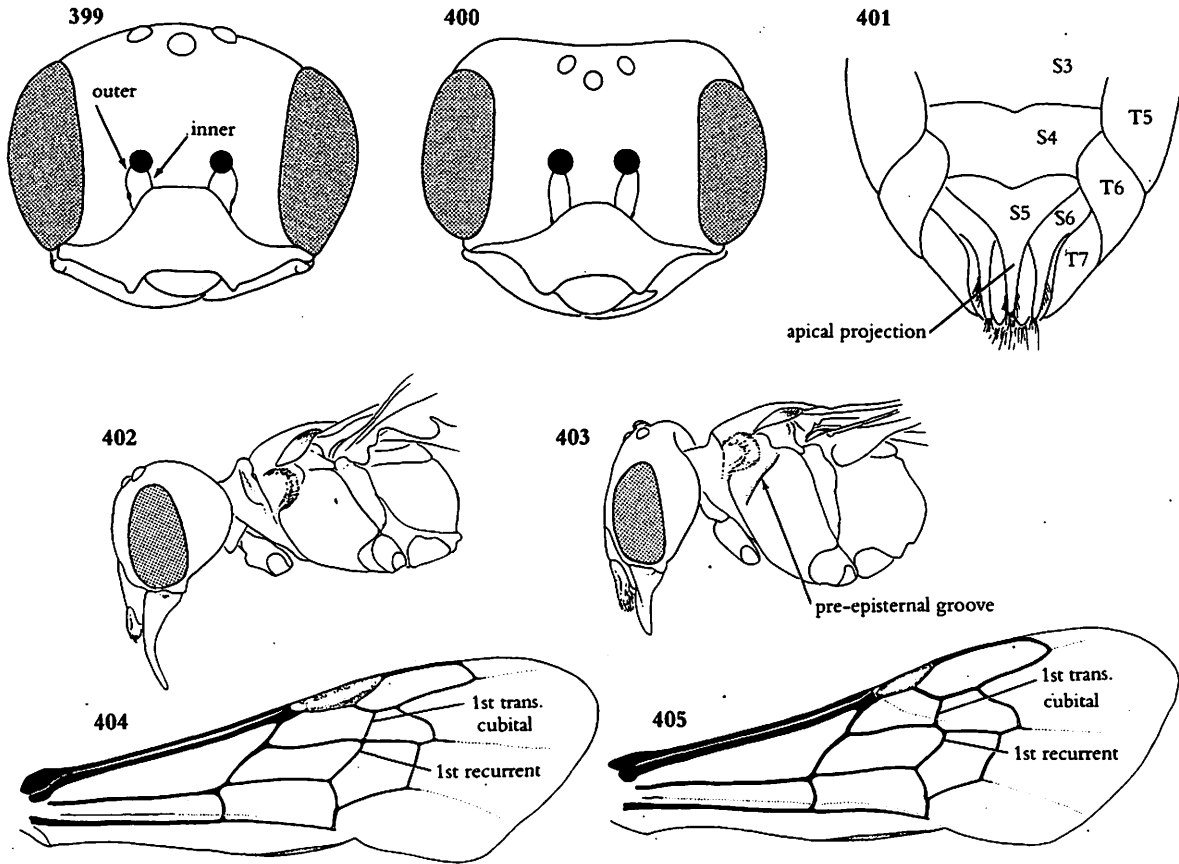 399
400
401
outer
inner
S3
T5
S4
T6
S5
S6
T7
apical projection
402
403
pre-episternal groove
404
1st trans.
cubital
1st recurrent
405
1st trans.
cubital
1st recurrent